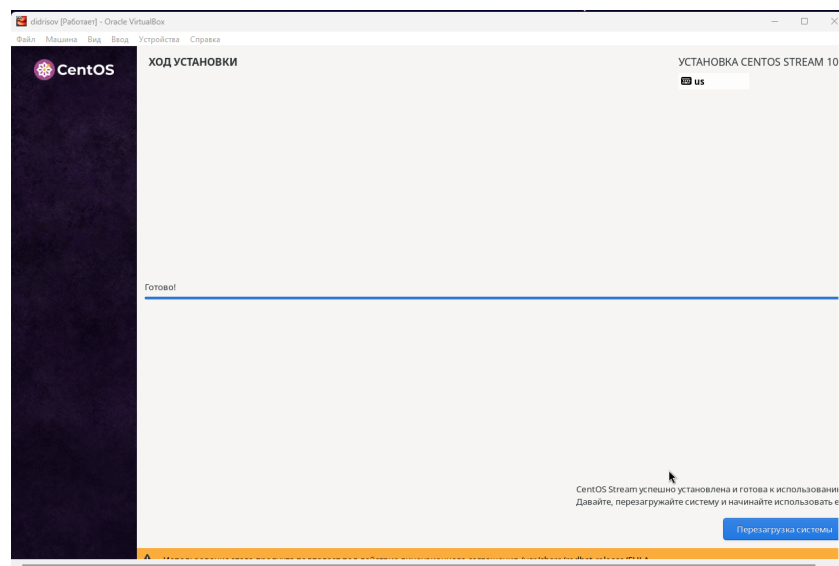 didrisov [Работает] - Oracle VirtualBox
Файл Машина Вид Ввод Устройства Справка
CentOS
ХОД УСТАНОВКИ
УСТАНОВКА CENTOS STREAM 10
us
Готово!
CentOS Stream успешно установлена и готова к использовани
Давайте, перезагружайте систему и начинайте использовать е
Перезагрузка системы